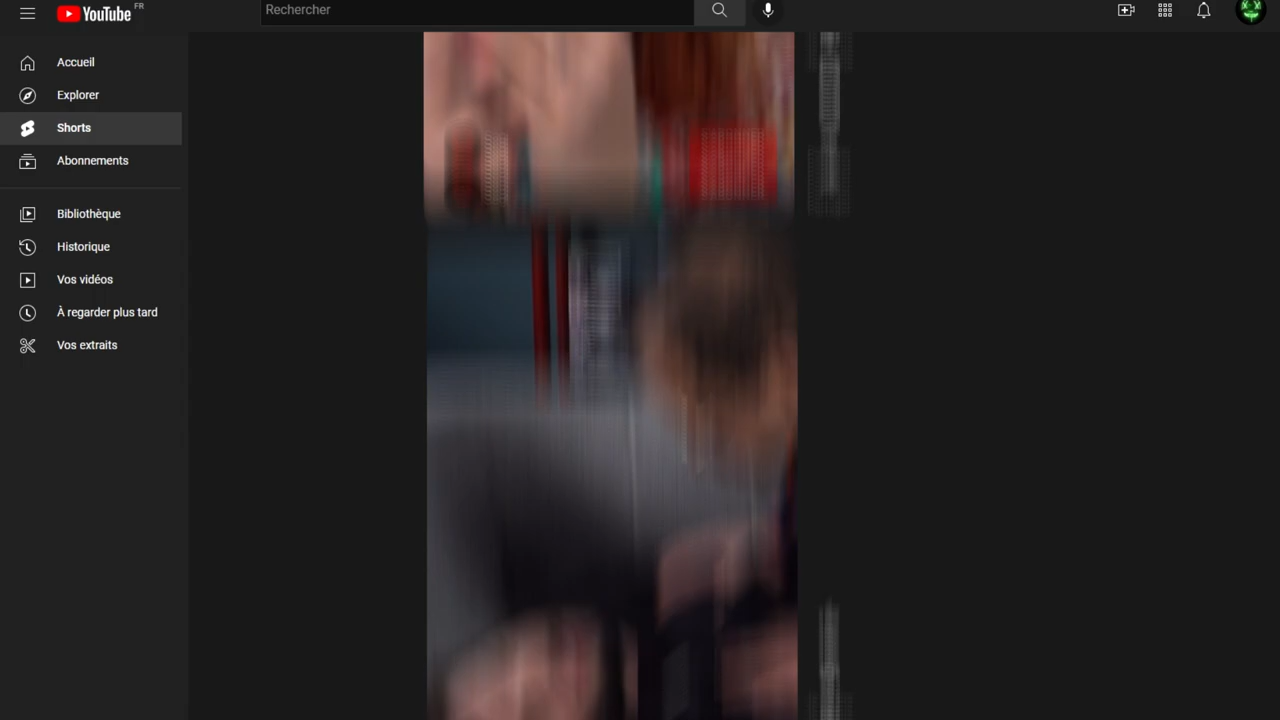 YouTube FR
Rechercher
Accueil
Explorer
Shorts
Abonnements
Bibliothèque
Historique
Vos vidéos
À regarder plus tard
Vos extraits